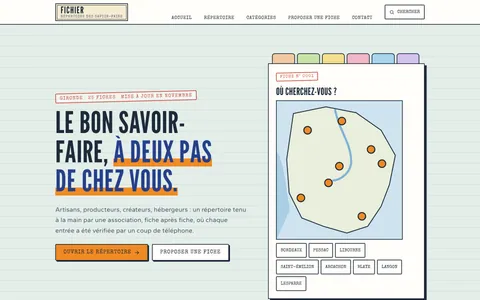 FICHIER
RÉPERTOIRE DES SAVOIR-FAIRE
ACCUEIL
RÉPERTOIRE
CATÉGORIES
PROPOSER UNE FICHE
CONTACT
CHERCHER
GIRONDE
FICHES
MISE À JOUR DE NOVEMBRE
LE BON SAVOIR-
FAIRE, À DEUX PAS
DE CHEZ VOUS.
Artisans, producteurs, créateurs, hébergeurs : un répertoire tenu
à la main par une association, fiche après fiche, où chaque
entrée a été vérifiée par un coup de téléphone.
OUVRIR LE RÉPERTOIRE →
PROPOSER UNE FICHE
FICHE N°
OÙ CHERCHEZ-VOUS ?
BORDEAUX
PESSAC
LIBOURNE
SAINT-ÉMILION
ARCACHON
BLAYE
LANGON
LESPARRE